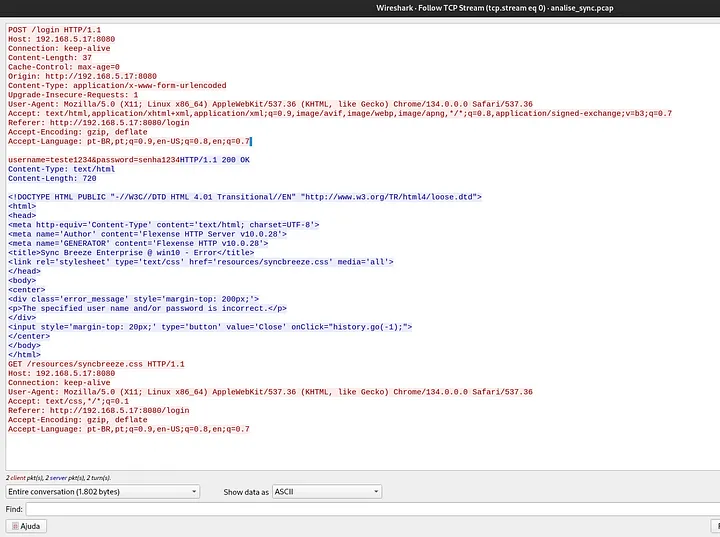 Wireshark · Follow TCP Stream (tcp.stream eq 0) · analise_sync.pcap
POST /login HTTP/1.1
Host: 192.168.5.17:8080
Connection: keep-alive
Content-Length: 37
Cache-Control: max-age=0
Origin: http://192.168.5.17:8080
Content-Type: application/x-www-form-urlencoded
Upgrade-Insecure-Requests: 1
User-Agent: Mozilla/5.0 (X11; Linux x86_64) AppleWebKit/537.36 (KHTML, like Gecko) Chrome/134.0.0.0 Safari/537.36
Accept: text/html,application/xhtml+xml,application/xml;q=0.9,image/avif,image/webp,image/apng,*/*;q=0.8,application/signed-exchange;v=b3;q=0.7
Referer: http://192.168.5.17:8080/login
Accept-Encoding: gzip, deflate
Accept-Language: pt-BR,pt;q=0.9,en-US;q=0.8,en;q=0.7
username=teste1234&password=senha1234HTTP/1.1 200 OK
Content-Type: text/html
Content-Length: 720
<!DOCTYPE HTML PUBLIC "-//W3C//DTD HTML 4.01 Transitional//EN" "http://www.w3.org/TR/html4/loose.dtd">
<html>
<head>
<meta http-equiv='Content-Type' content='text/html; charset=UTF-8'>
<meta name='Author' content='Flexense HTTP Server v10.0.28'>
<meta name='GENERATOR' content='Flexense HTTP v10.0.28'>
<title>Sync Breeze Enterprise @ win10 - Error</title>
<link rel='stylesheet' type='text/css' href='resources/syncbreeze.css' media='all'>
</head>
<body>
<center>
<div class='error_message' style='margin-top: 200px;'>
<p>The specified user name and/or password is incorrect.</p>
</div>
<input style='margin-top: 20px;' type='button' value='Close' onClick="history.go(-1);">
</center>
</body>
</html>
GET /resources/syncbreeze.css HTTP/1.1
Host: 192.168.5.17:8080
Connection: keep-alive
User-Agent: Mozilla/5.0 (X11; Linux x86_64) AppleWebKit/537.36 (KHTML, like Gecko) Chrome/134.0.0.0 Safari/537.36
Accept: text/css,*/*;q=0.1
Referer: http://192.168.5.17:8080/login
Accept-Encoding: gzip, deflate
Accept-Language: pt-BR,pt;q=0.9,en-US;q=0.8,en;q=0.7
2 client pkt(s), 2 server pkt(s), 2 turn(s).
Entire conversation (1.802 bytes) Show data as ASCII
Find:
Ajuda